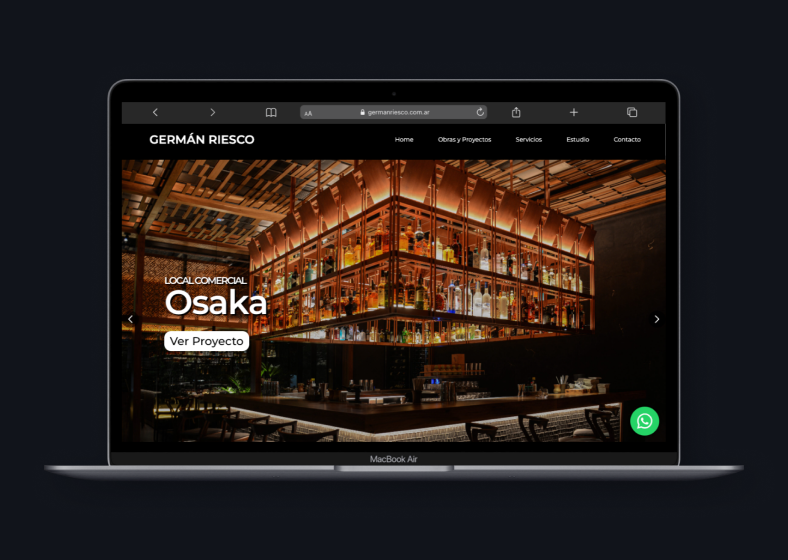 AA germanriesco.com.ar
GERMÁN RIESCO
Home Obras y Proyectos Servicios Estudio Contacto
LOCAL COMERCIAL
Osaka
Ver Proyecto
MacBook Air